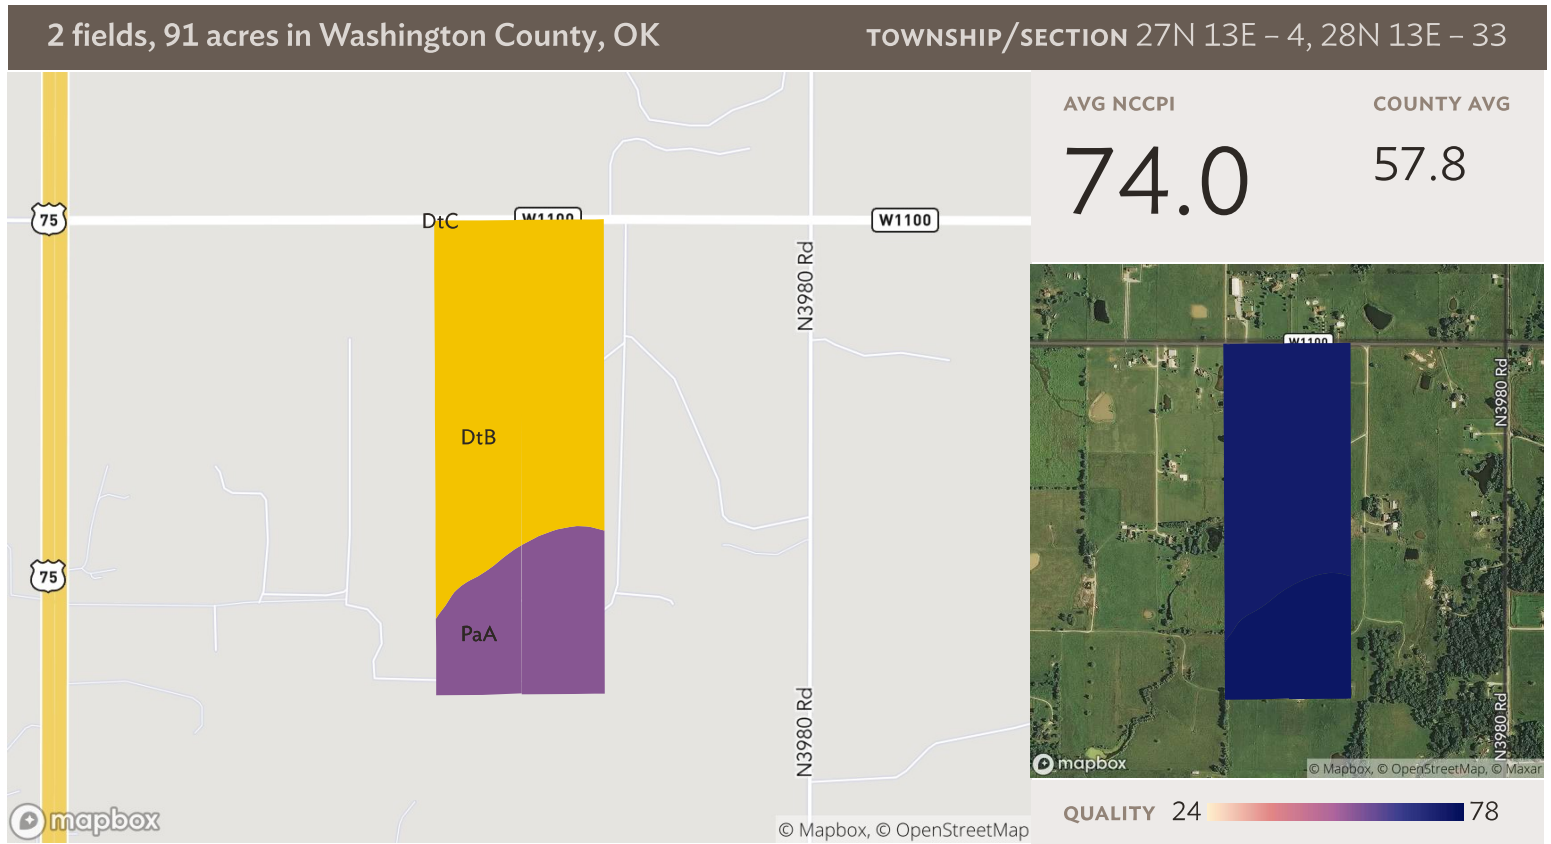 2 fields, 91 acres in Washington County, OK
TOWNSHIP/SECTION 27N 13E – 4, 28N 13E – 33
75
DtC
W1100
W1100
N3980 Rd
DtB
75
PaA
N3980 Rd
mapbox
© Mapbox, © OpenStreetMap
AVG NCCPI
COUNTY AVG
74.0
57.8
W1100
N3980 Rd
N3980 Rd
mapbox
© Mapbox, © OpenStreetMap, © Maxar
QUALITY 24 78